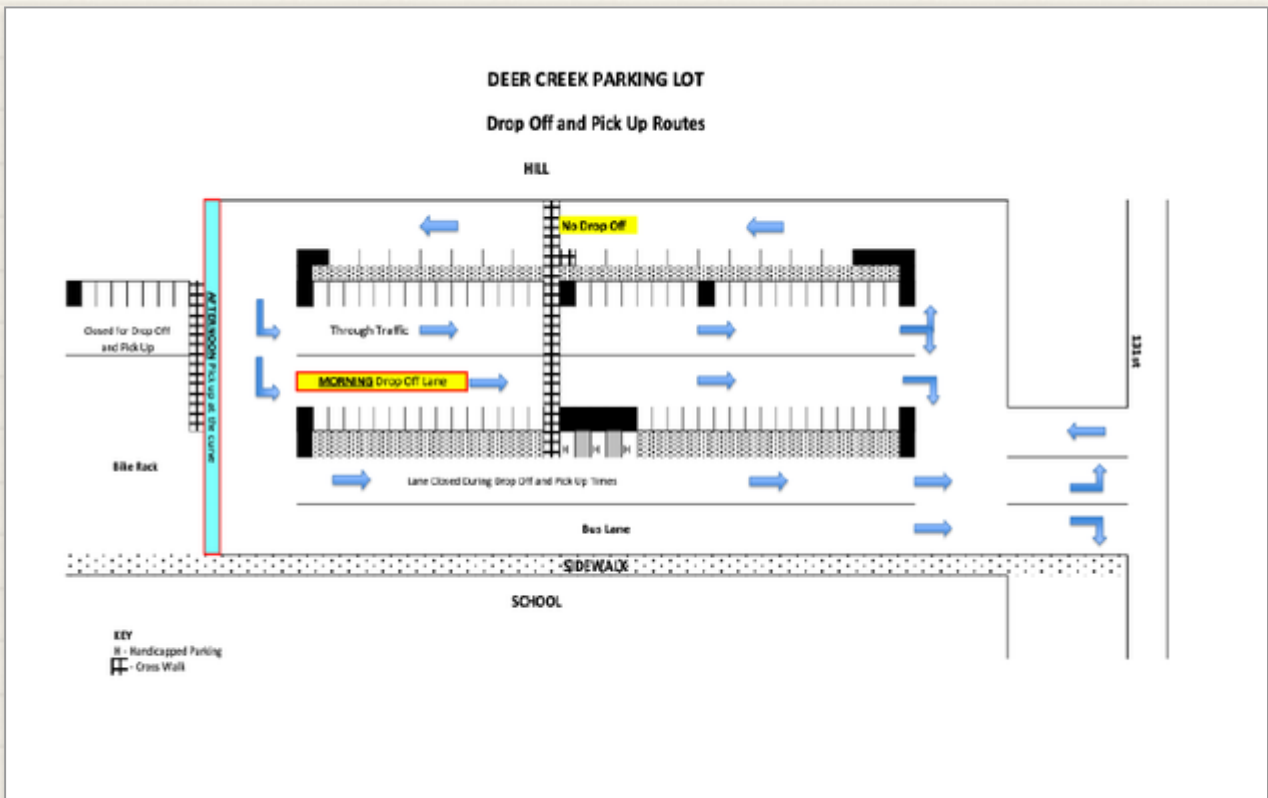 DEER CREEK PARKING LOT
Drop Off and Pick Up Routes
HILL
No Drop Off
Closed for Drop Off
and Pick Up
AFTERNOON Pick up at the curve
Through Traffic
MORNING Drop Off Lane
131st
Bike Rack
H H H
Lane Closed During Drop Off and Pick Up Times
Bus Lane
SIDEWALK
SCHOOL
KEY
H - Handicapped Parking
- Cross Walk